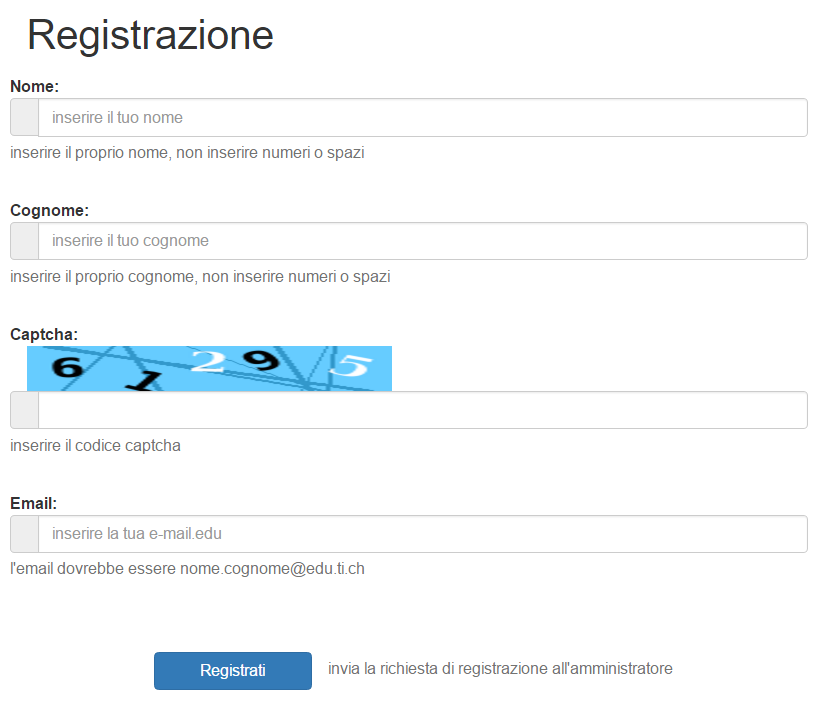 Registrazione
Nome:
inserire il tuo nome
inserire il proprio nome, non inserire numeri o spazi
Cognome:
inserire il tuo cognome
inserire il proprio cognome, non inserire numeri o spazi
Captcha:
6 1 2 9 5
inserire il codice captcha
Email:
inserire la tua e-mail.edu
l'email dovrebbe essere nome.cognome@edu.ti.ch
Registrati invia la richiesta di registrazione all'amministratore